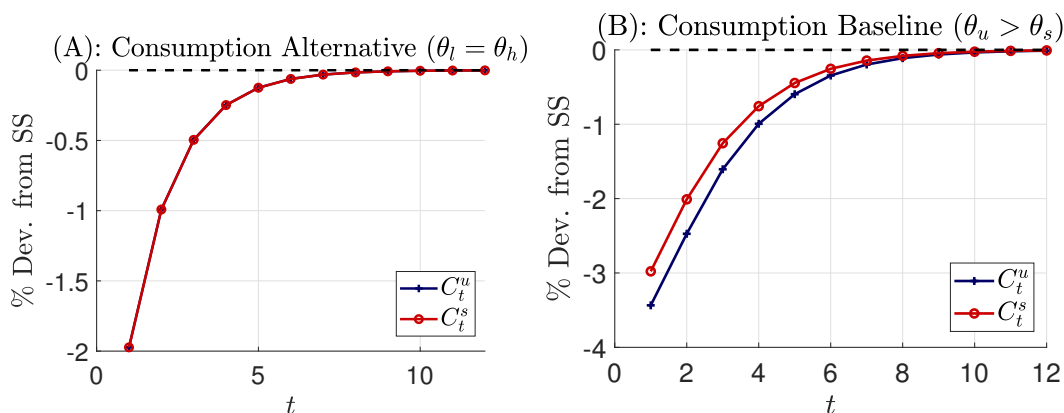 (A): Consumption Alternative (θ_l = θ_h)
% Dev. from SS
0
-0.5
-1
-1.5
-2
0
5
10
t
C_t^u
C_t^s
(B): Consumption Baseline (θ_u > θ_s)
% Dev. from SS
0
-1
-2
-3
-4
0
2
4
6
8
10
12
t
C_t^u
C_t^s